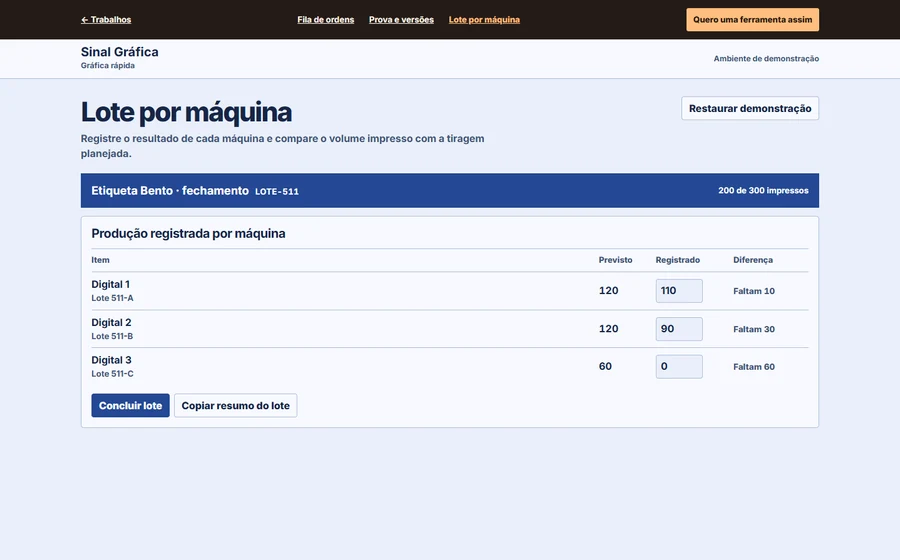 ← Trabalhos
Fila de ordens
Prova e versões
Lote por máquina
Quero uma ferramenta assim
Sinal Gráfica
Gráfica rápida
Ambiente de demonstração
Lote por máquina
Restaurar demonstração
Registre o resultado de cada máquina e compare o volume impresso com a tiragem
planejada.
Etiqueta Bento · fechamento LOTE-511
200 de 300 impressos
Produção registrada por máquina
Item Previsto Registrado Diferença
Digital 1
Lote 511-A
120 110 Faltam 10
Digital 2
Lote 511-B
120 90 Faltam 30
Digital 3
Lote 511-C
60 0 Faltam 60
Concluir lote
Copiar resumo do lote